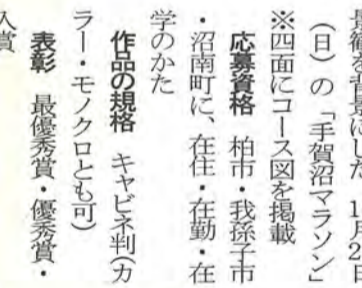 景観を背景にした 11月2日
(日)の「手賀沼マラソン」
※四面にコース図を掲載
応募資格 柏市・我孫子市
・沼南町に、在住・在勤・在
学のかた
作品の規格 キャビネ判(カ
ラー・モノクロとも可)
表彰 最優秀賞・優秀賞・
入賞